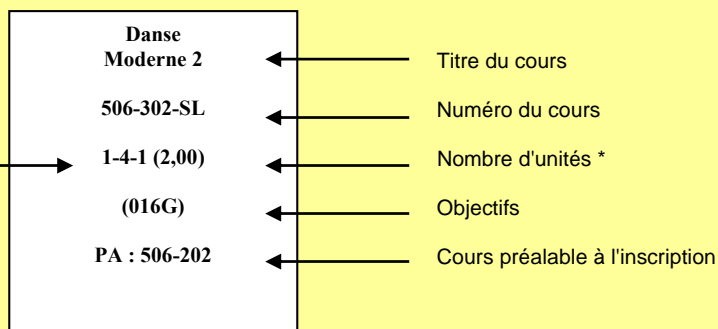 Danse
Moderne 2
Titre du cours
506-302-SL
Numéro du cours
1-4-1 (2,00)
Nombre d'unités *
(016G)
Objectifs
PA : 506-202
Cours préalable à l'inscription